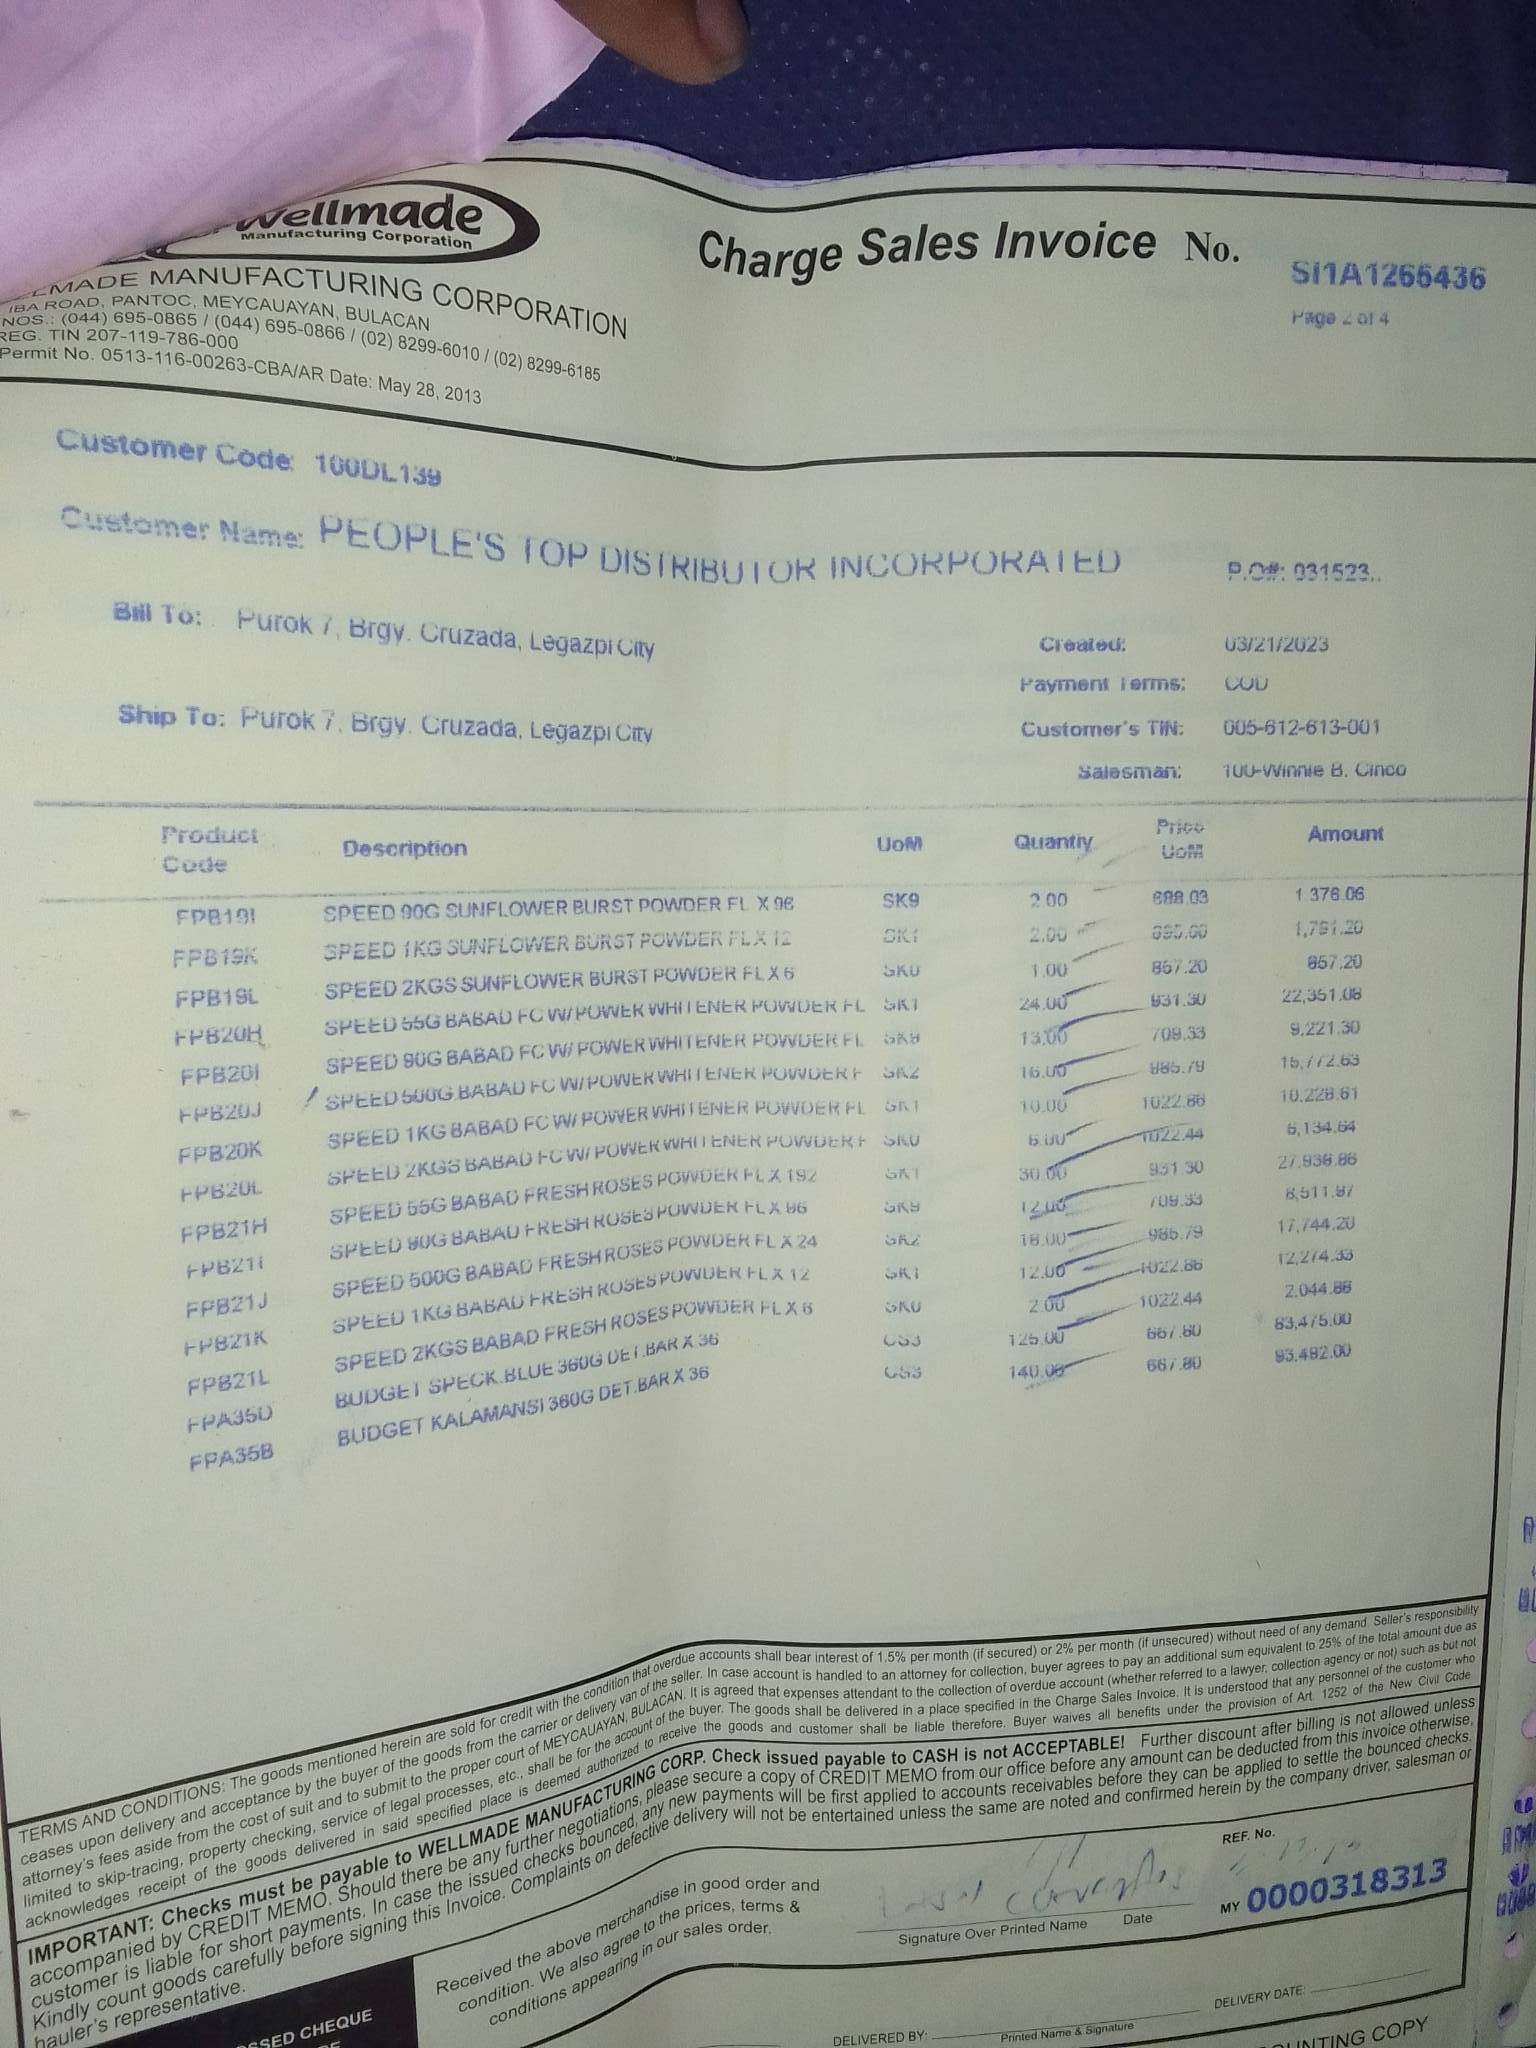 Wellmade
Manufacturing Corporation
Charge Sales Invoice No. SI1A1266436
Page 2 of 4
MADE MANUFACTURING CORPORATION
IBA ROAD, PANTOC, MEYCAUAYAN, BULACAN
NOS.: (044) 695-0865 / (044) 695-0866 / (02) 8299-6010 / (02) 8299-6185
REG. TIN 207-119-786-000
Permit No. 0513-116-00263-CBA/AR Date: May 28, 2013
Customer Code: 100DL139
Customer Name: PEOPLE'S TOP DISTRIBUTOR INCORPORATED
P.O#: 031523..
Bill To: Purok 7, Brgy. Cruzada, Legazpi City
Created: 03/21/2023
Payment Terms: COD
Ship To: Purok 7, Brgy. Cruzada, Legazpi City
Customer's TIN: 005-612-613-001
Salesman: 100-Winnie B. Cinco
Product Code Description UoM Quantiy Price UoM Amount
FPB19I SPEED 90G SUNFLOWER BURST POWDER FL X 96 SK9 2.00 688.03 1,376.06
FPB19K SPEED 1KG SUNFLOWER BURST POWDER FL X 12 SK1 2.00 895.60 1,791.20
FPB19L SPEED 2KGS SUNFLOWER BURST POWDER FL X 6 SK0 1.00 857.20 857.20
FPB20H SPEED 55G BABAD FC W/ POWER WHITENER POWDER FL SK1 24.00 931.30 22,351.08
FPB20I SPEED 90G BABAD FC W/ POWER WHITENER POWDER FL SK9 13.00 709.33 9,221.30
FPB20J SPEED 500G BABAD FC W/ POWER WHITENER POWDER F SK2 16.00 985.79 15,772.63
FPB20K SPEED 1KG BABAD FC W/ POWER WHITENER POWDER FL SK1 10.00 1022.86 10,228.61
FPB20L SPEED 2KGS BABAD FC W/ POWER WHITENER POWDER F SK0 6.00 1022.44 6,134.64
FPB21H SPEED 55G BABAD FRESH ROSES POWDER FL X 192 SK1 30.00 931.30 27,938.86
FPB21I SPEED 90G BABAD FRESH ROSES POWDER FL X 96 SK9 12.00 709.33 8,511.97
FPB21J SPEED 500G BABAD FRESH ROSES POWDER FL X 24 SK2 18.00 985.79 17,744.20
FPB21K SPEED 1KG BABAD FRESH ROSES POWDER FL X 12 SK1 12.00 1022.86 12,274.33
FPB21L SPEED 2KGS BABAD FRESH ROSES POWDER FL X 6 SK0 2.00 1022.44 2,044.88
FPA35D BUDGET SPECK.BLUE 360G DET.BAR X 36 CS3 125.00 667.80 83,475.00
FPA35B BUDGET KALAMANSI 360G DET.BAR X 36 CS3 140.00 667.80 93,492.00
TERMS AND CONDITIONS: The goods mentioned herein are sold for credit with the condition that overdue accounts shall bear interest of 1.5% per month (if secured) or 2% per month (if unsecured) without need of any demand. Seller's responsibility
ceases upon delivery and acceptance by the buyer of the goods from the carrier or delivery van of the seller. In case account is handled to an attorney for collection, buyer agrees to pay an additional sum equivalent to 25% of the total amount due as
attorney's fees aside from the cost of suit and to submit to the proper court of MEYCAUAYAN, BULACAN. It is agreed that expenses attendant to the collection of overdue account (whether referred to a lawyer, collection agency or not) such as but not
limited to skip-tracing, property checking, service of legal processes, etc., shall be for the account of the buyer. The goods shall be delivered in a place specified in the Charge Sales Invoice. It is understood that any personnel of the customer who
acknowledges receipt of the goods delivered in said specified place is deemed authorized to receive the goods and customer shall be liable therefore. Buyer waives all benefits under the provision of Art. 1252 of the New Civil Code
IMPORTANT: Checks must be payable to WELLMADE MANUFACTURING CORP. Check issued payable to CASH is not ACCEPTABLE! Further discount after billing is not allowed unless
accompanied by CREDIT MEMO. Should there be any further negotiations, please secure a copy of CREDIT MEMO from our office before any amount can be deducted from this invoice otherwise,
customer is liable for short payments. In case the issued checks bounced, any new payments will be first applied to accounts receivables before they can be applied to settle the bounced checks.
Kindly count goods carefully before signing this Invoice. Complaints on defective delivery will not be entertained unless the same are noted and confirmed herein by the company driver, salesman or
hauler's representative.
Received the above merchandise in good order and
condition. We also agree to the prices, terms &
conditions appearing in our sales order.
Signature Over Printed Name Date
REF. No.
MY 0000318313
SSED CHEQUE
DELIVERED BY: Printed Name & Signature
DELIVERY DATE:
UNTING COPY